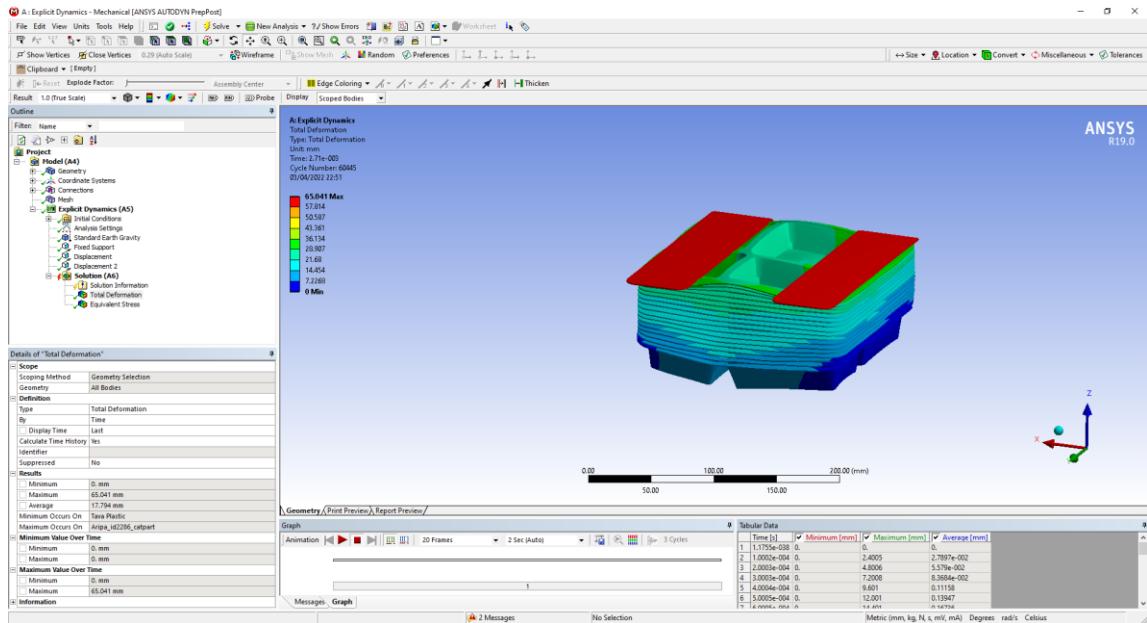 A : Explicit Dynamics - Mechanical [ANSYS AUTODYN PrepPost]
File Edit View Units Tools Help Solve New Analysis ?/ Show Errors Worksheet
Show Vertices Close Vertices 0.29 (Auto Scale) Wireframe Show Mesh Random Preferences Size Location Convert Miscellaneous Tolerances
Clipboard [Empty]
Reset Explode Factor: Assembly Center Edge Coloring Thicken
Result 1.0 (True Scale) Probe Display Scoped Bodies
Outline
Filter: Name
Project
Model (A4)
Geometry
Coordinate Systems
Connections
Mesh
Explicit Dynamics (A5)
Initial Conditions
Analysis Settings
Standard Earth Gravity
Fixed Support
Displacement
Displacement 2
Solution (A6)
Solution Information
Total Deformation
Equivalent Stress
Details of "Total Deformation"
Scope
Scoping Method Geometry Selection
Geometry All Bodies
Definition
Type Total Deformation
By Time
Display Time Last
Calculate Time History Yes
Identifier
Suppressed No
Results
Minimum 0. mm
Maximum 65.041 mm
Average 17.794 mm
Minimum Occurs On Tava Plastic
Maximum Occurs On Aripa_id2286_catpart
Minimum Value Over Time
Minimum 0. mm
Maximum 0. mm
Maximum Value Over Time
Minimum 0. mm
Maximum 65.041 mm
Information
A: Explicit Dynamics
Total Deformation
Type: Total Deformation
Unit: mm
Time: 2.71e-003
Cycle Number: 60445
03/04/2022 22:51
65.041 Max
57.814
50.587
43.361
36.134
28.907
21.68
14.454
7.2268
0 Min
ANSYS
R19.0
Z
X
0.00 100.00 200.00 (mm)
50.00 150.00
Geometry Print Preview Report Preview
Graph
Animation 20 Frames 2 Sec (Auto) 3 Cycles
1
Messages Graph
Tabular Data
Time [s] Minimum [mm] Maximum [mm] Average [mm]
1 1.1755e-038 0. 0. 0.
2 1.0002e-004 0. 2.4005 2.7897e-002
3 2.0003e-004 0. 4.8006 5.579e-002
4 3.0003e-004 0. 7.2008 8.3684e-002
5 4.0004e-004 0. 9.601 0.11158
6 5.0005e-004 0. 12.001 0.13947
2 Messages No Selection Metric (mm, kg, N, s, mV, mA) Degrees rad/s Celsius